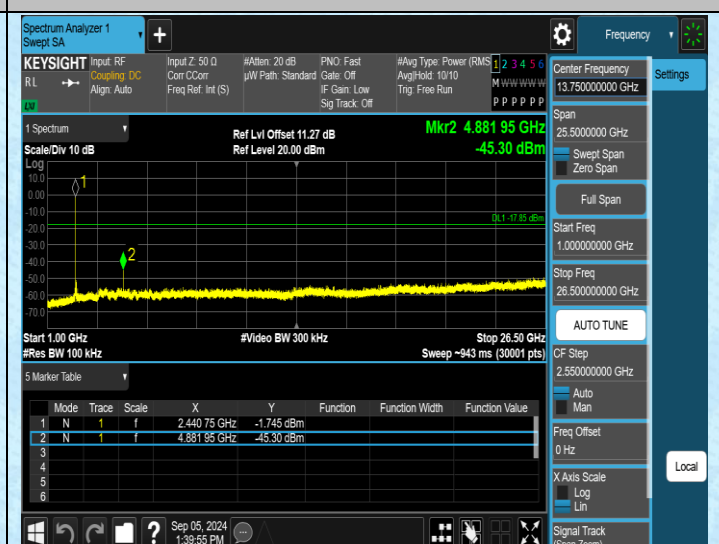 Spectrum Analyzer 1
Swept SA
+
Frequency
KEYSIGHT
RL
Input: RF
Coupling: DC
Align: Auto
Input Z: 50 Ω
Corr CCorr
Freq Ref: Int (S)
#Atten: 20 dB
µW Path: Standard
PNO: Fast
Gate: Off
IF Gain: Low
Sig Track: Off
#Avg Type: Power (RMS
Avg|Hold: 10/10
Trig: Free Run
1 2 3 4 5 6
M W W W W W
P P P P P P
1 Spectrum
Scale/Div 10 dB
Log
Ref Lvl Offset 11.27 dB
Ref Level 20.00 dBm
Mkr2 4.881 95 GHz
-45.30 dBm
10.0
0.00
-10.0
-20.0
-30.0
-40.0
-50.0
-60.0
-70.0
1
2
DL1 -17.85 dBm
Start 1.00 GHz
#Res BW 100 kHz
#Video BW 300 kHz
Stop 26.50 GHz
Sweep ~943 ms (30001 pts)
5 Marker Table
Mode Trace Scale X Y Function Function Width Function Value
1 N 1 f 2.440 75 GHz -1.745 dBm
2 N 1 f 4.881 95 GHz -45.30 dBm
3
4
5
6
Sep 05, 2024
1:39:55 PM
Center Frequency
13.750000000 GHz
Span
25.5000000 GHz
Swept Span
Zero Span
Full Span
Start Freq
1.000000000 GHz
Stop Freq
26.500000000 GHz
AUTO TUNE
CF Step
2.550000000 GHz
Auto
Man
Freq Offset
0 Hz
X Axis Scale
Log
Lin
Signal Track
(Span Zoom)
Settings
Local